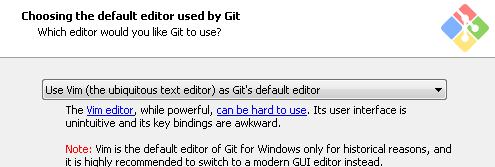 Choosing the default editor used by Git
Which editor would you like Git to use?
Use Vim (the ubiquitous text editor) as Git's default editor
The Vim editor, while powerful, can be hard to use. Its user interface is
unintuitive and its key bindings are awkward.
Note: Vim is the default editor of Git for Windows only for historical reasons, and
it is highly recommended to switch to a modern GUI editor instead.